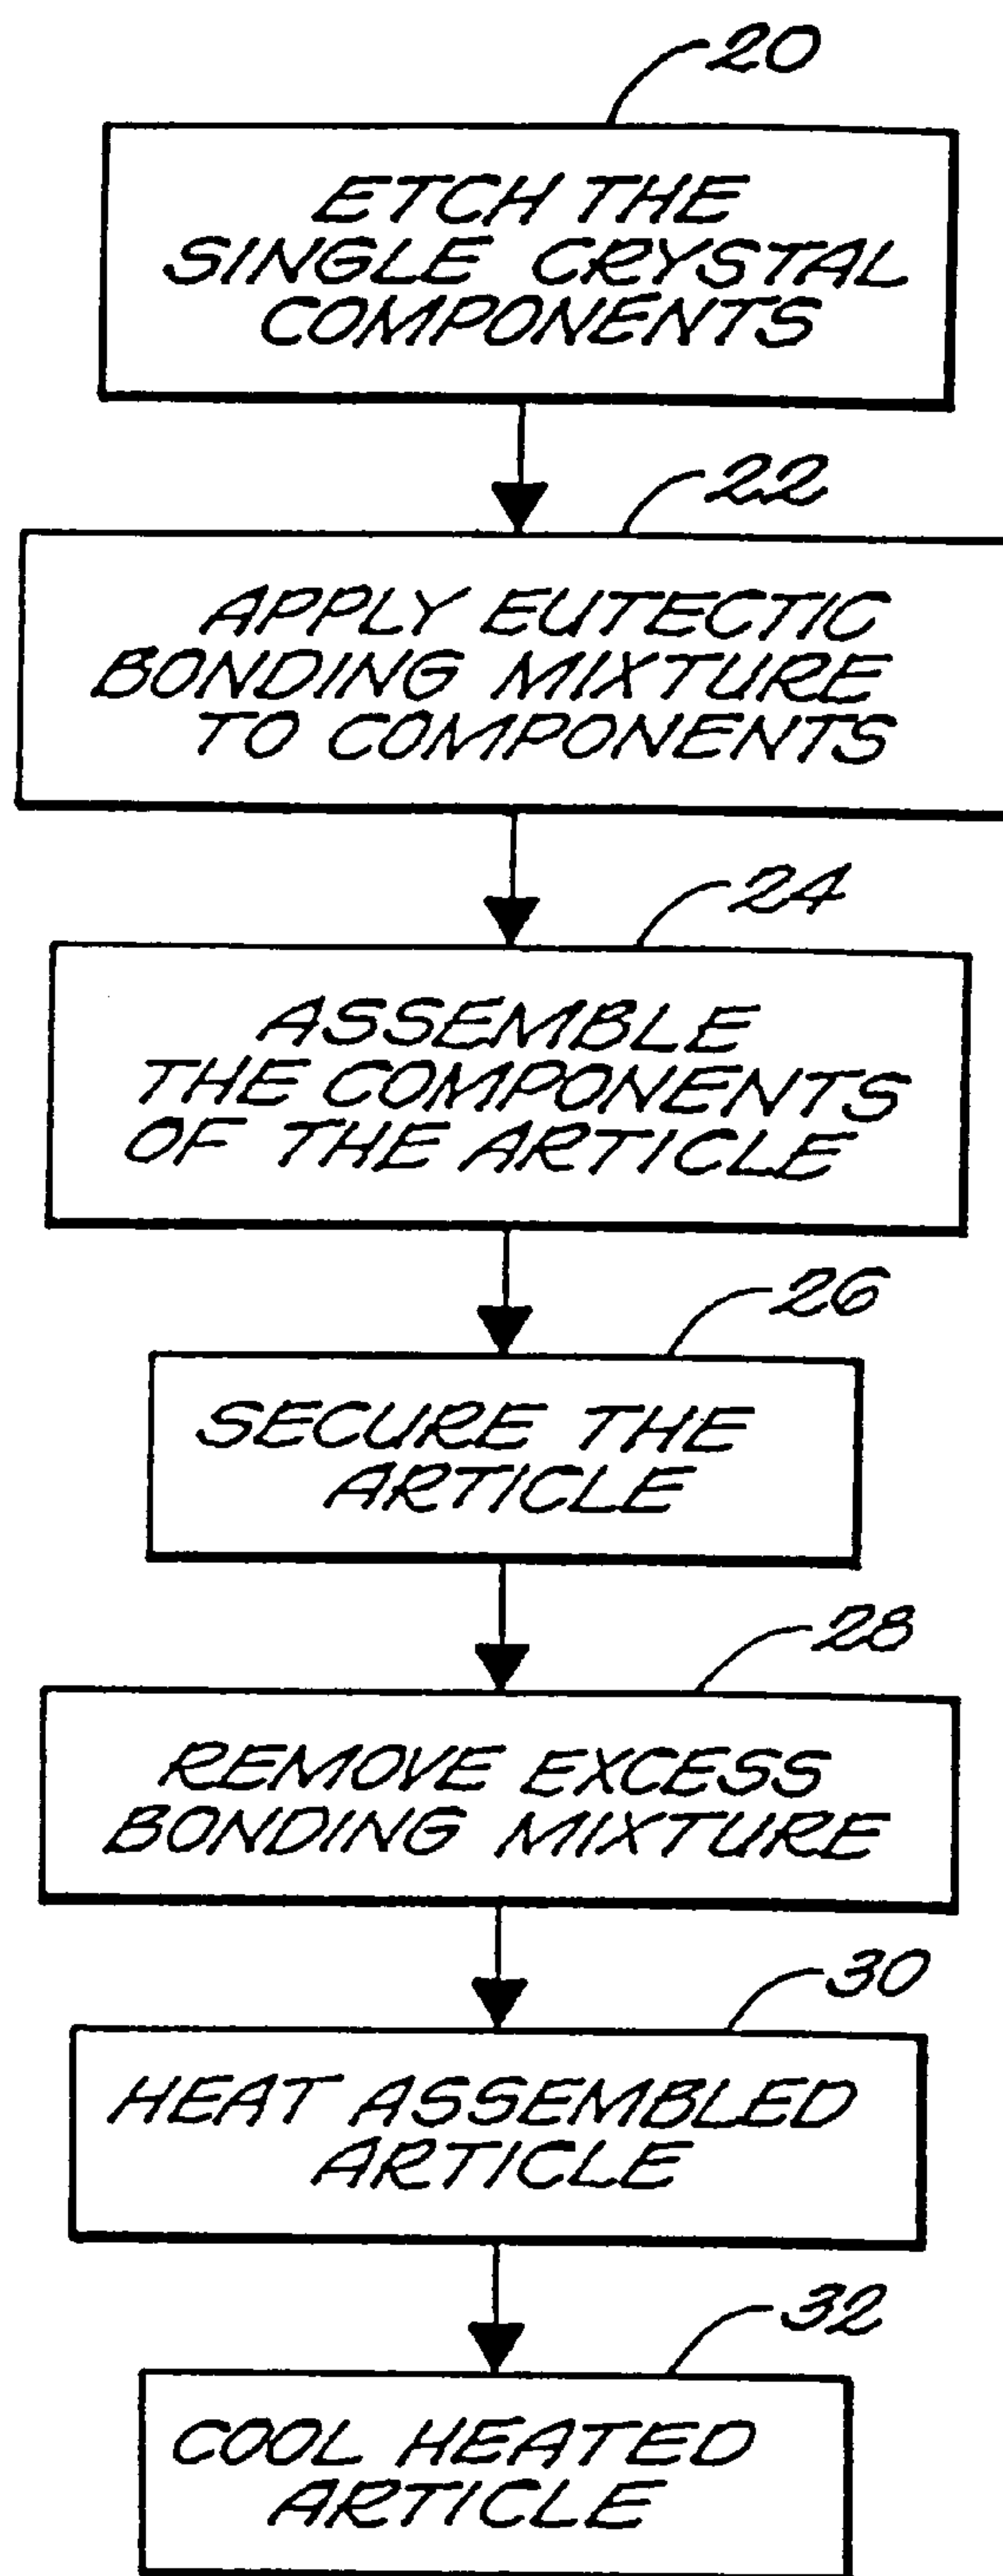 20
ETCH THE
SINGLE CRYSTAL
COMPONENTS
22
APPLY EUTECTIC
BONDING MIXTURE
TO COMPONENTS
24
ASSEMBLE
THE COMPONENTS
OF THE ARTICLE
26
SECURE THE
ARTICLE
28
REMOVE EXCESS
BONDING MIXTURE
30
HEAT ASSEMBLED
ARTICLE
32
COOL HEATED
ARTICLE